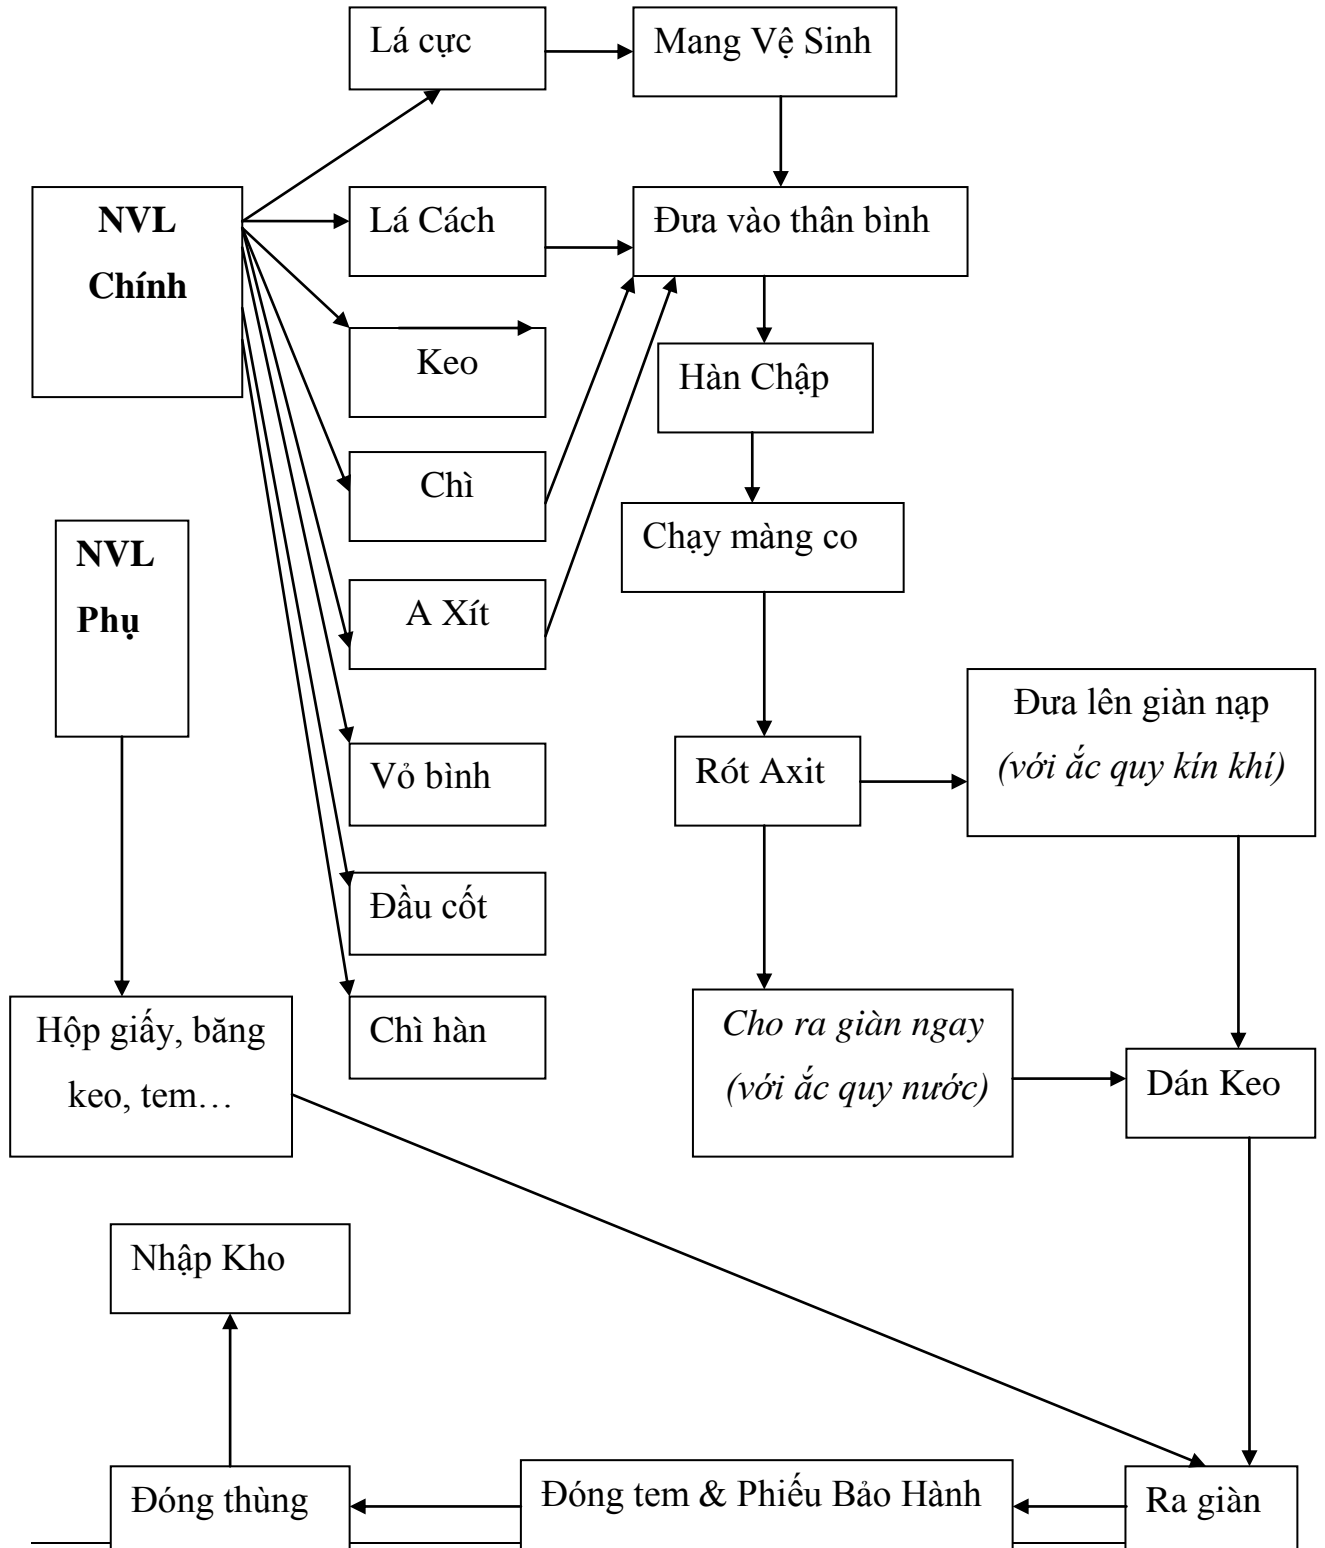 Lá cực
Mang Vệ Sinh
NVL
Chính
Lá Cách
Đưa vào thân bình
Keo
Hàn Chập
Chì
Chạy màng co
NVL
Phụ
A Xít
Vỏ bình
Rót Axit
Đưa lên giàn nạp
(với ắc quy kín khí)
Đầu cốt
Hộp giấy, băng
keo, tem…
Chì hàn
Cho ra giàn ngay
(với ắc quy nước)
Dán Keo
Nhập Kho
Đóng thùng
Đóng tem & Phiếu Bảo Hành
Ra giàn